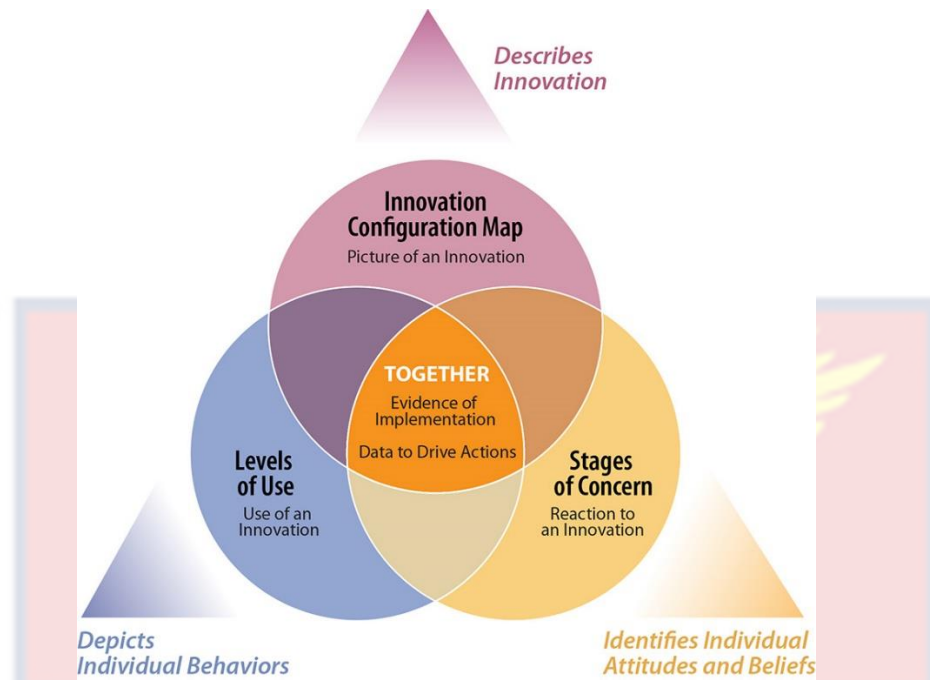 Describes
Innovation
Innovation
Configuration Map
Picture of an Innovation
TOGETHER
Evidence of
Implementation
Data to Drive Actions
Levels
of Use
Use of an
Innovation
Stages
of Concern
Reaction to
an Innovation
Depicts
Individual Behaviors
Identifies Individual
Attitudes and Beliefs